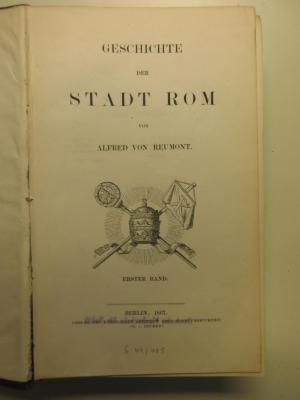 GESCHICHTE
DER
STADT ROM
VON
ALFRED VON REUMONT.
ERSTER BAND.
BERLIN, 1867.